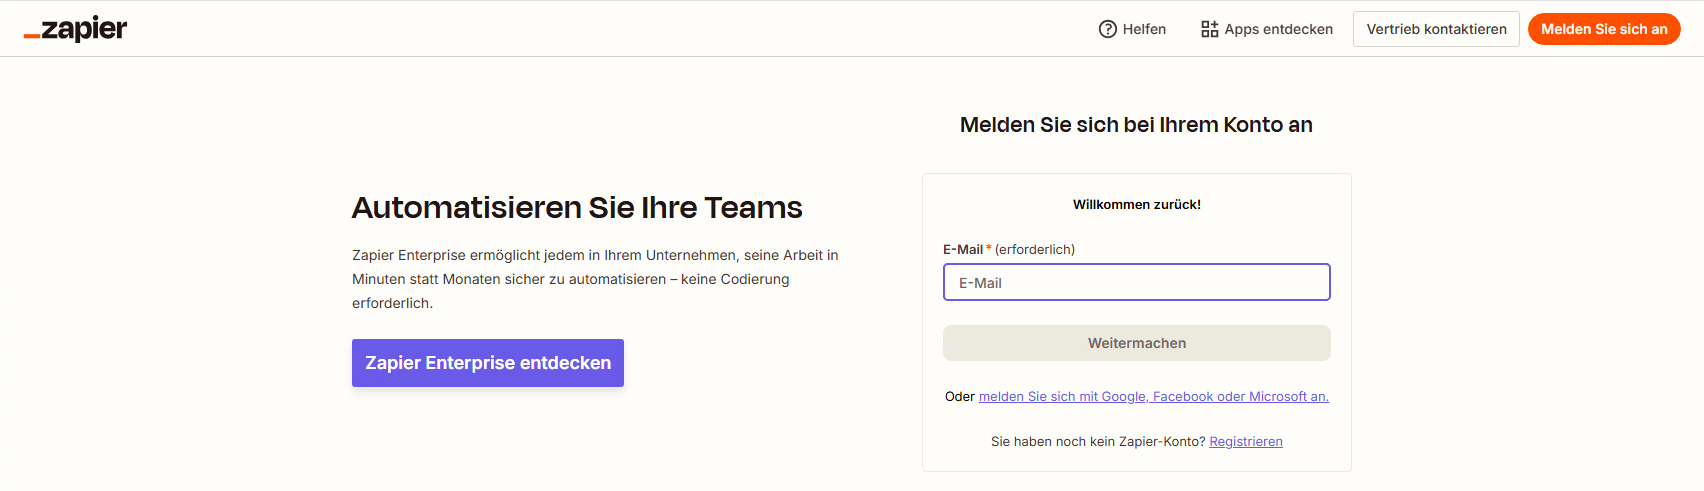 zapier
Helfen
Apps entdecken
Vertrieb kontaktieren
Melden Sie sich an
Melden Sie sich bei Ihrem Konto an
Automatisieren Sie Ihre Teams
Zapier Enterprise ermöglicht jedem in Ihrem Unternehmen, seine Arbeit in
Minuten statt Monaten sicher zu automatisieren – keine Codierung
erforderlich.
Zapier Enterprise entdecken
Willkommen zurück!
E-Mail * (erforderlich)
E-Mail
Weitermachen
Oder melden Sie sich mit Google, Facebook oder Microsoft an.
Sie haben noch kein Zapier-Konto? Registrieren